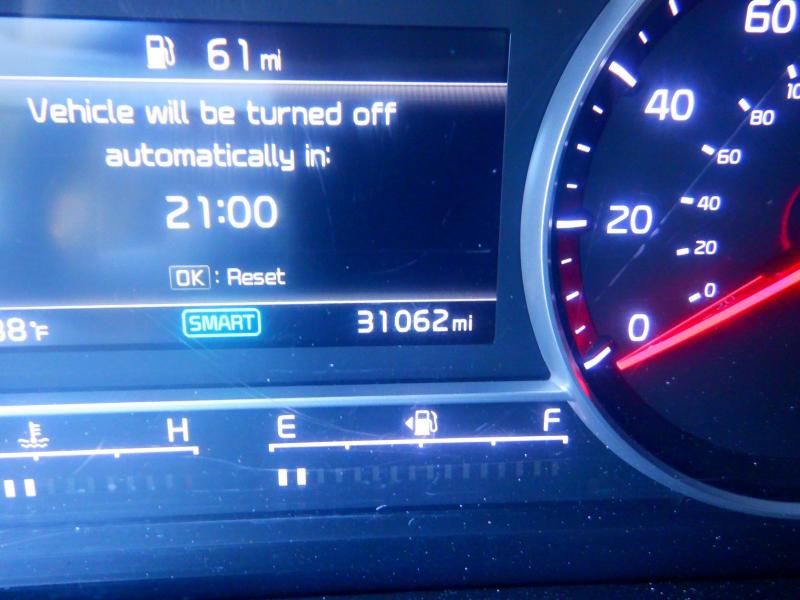 61 mi
Vehicle will be turned off
automatically in:
21:00
OK : Reset
SMART
31062 mi
H
E
F
60
40
20
0
100
80
60
40
20
0